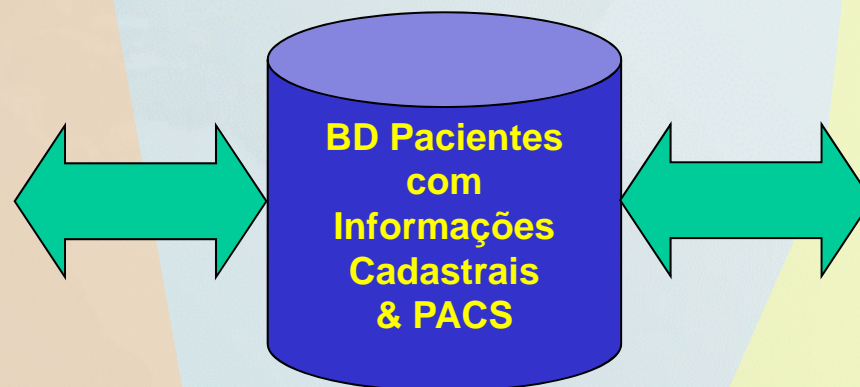 BD Pacientes
com
Informações
Cadastrais
& PACS